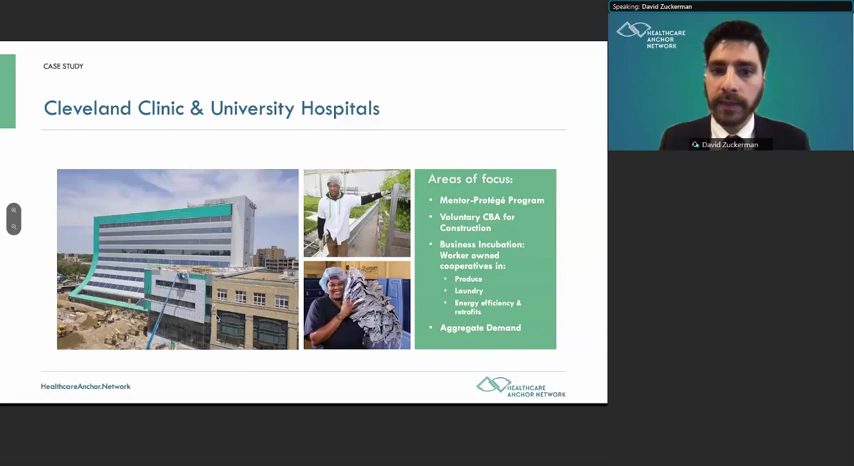 Speaking: David Zuckerman
HEALTHCARE
ANCHOR
NETWORK
David Zuckerman
CASE STUDY
Cleveland Clinic & University Hospitals
Areas of focus:
• Mentor-Protégé Program
• Voluntary CBA for
Construction
• Business Incubation:
Worker owned
cooperatives in:
• Produce
• Laundry
• Energy efficiency &
retrofits
• Aggregate Demand
HealthcareAnchor.Network
HEALTHCARE
ANCHOR NETWORK